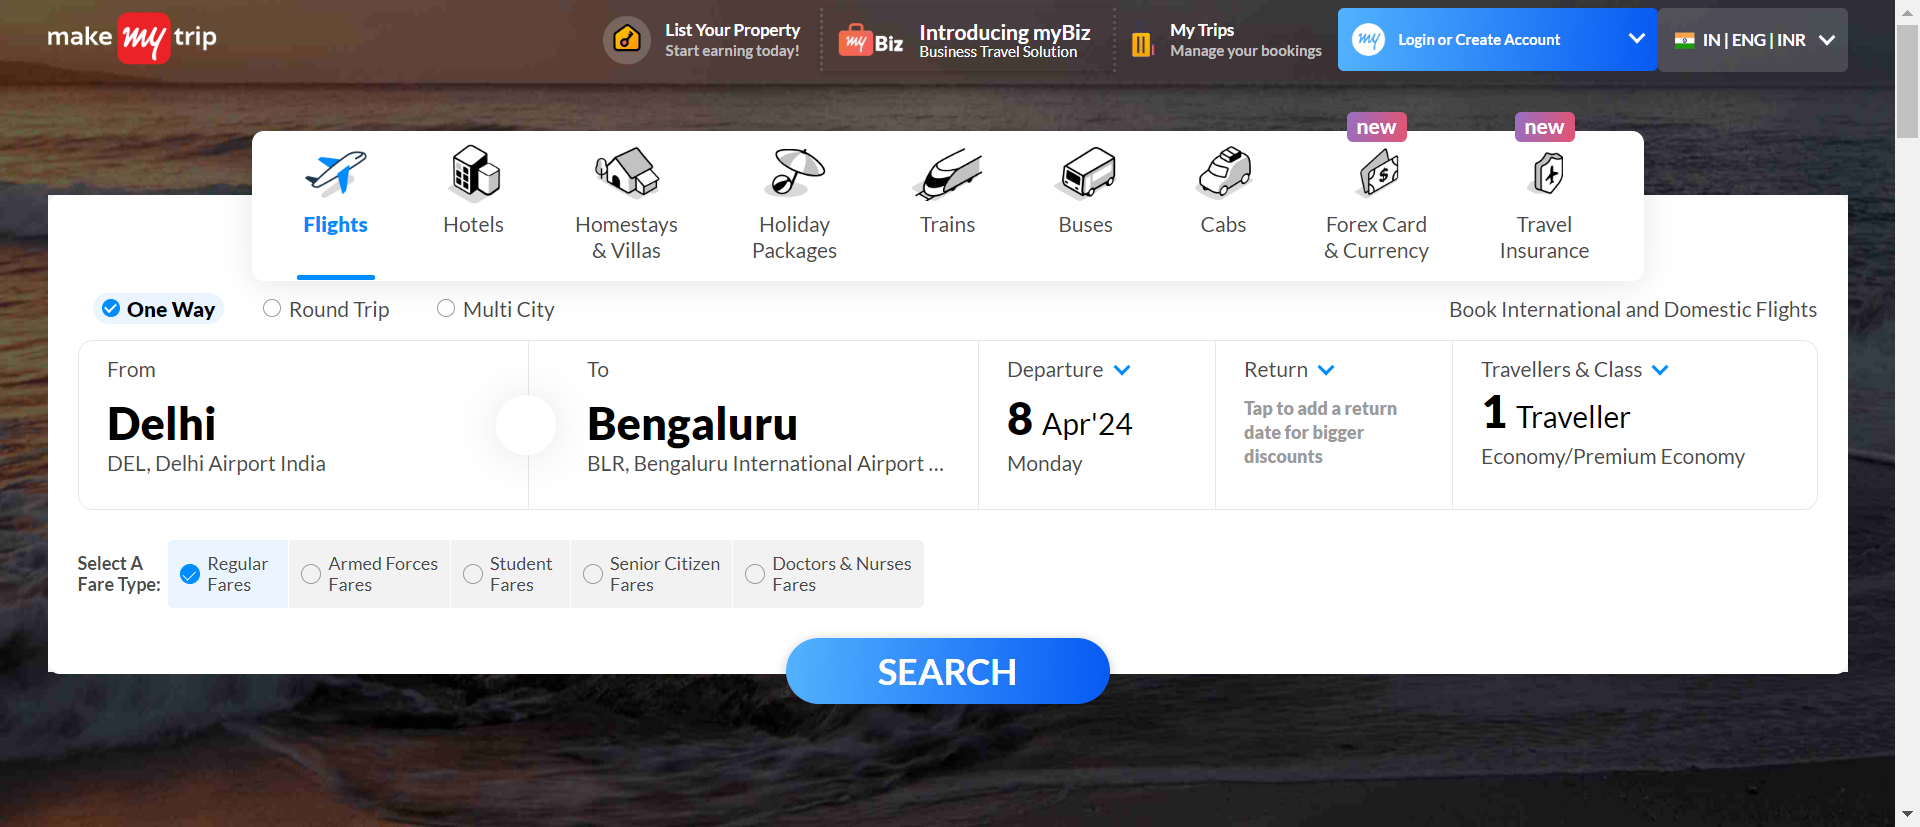 make my trip
List Your Property
Start earning today!
my Biz
Introducing myBiz
Business Travel Solution
My Trips
Manage your bookings
my
Login or Create Account
IN | ENG | INR
new
new
Flights
Hotels
Homestays
& Villas
Holiday
Packages
Trains
Buses
Cabs
Forex Card
& Currency
Travel
Insurance
One Way
Round Trip
Multi City
Book International and Domestic Flights
From
Delhi
DEL, Delhi Airport India
To
Bengaluru
BLR, Bengaluru International Airport ...
Departure
8 Apr'24
Monday
Return
Tap to add a return
date for bigger
discounts
Travellers & Class
1 Traveller
Economy/Premium Economy
Select A
Fare Type:
Regular
Fares
Armed Forces
Fares
Student
Fares
Senior Citizen
Fares
Doctors & Nurses
Fares
SEARCH